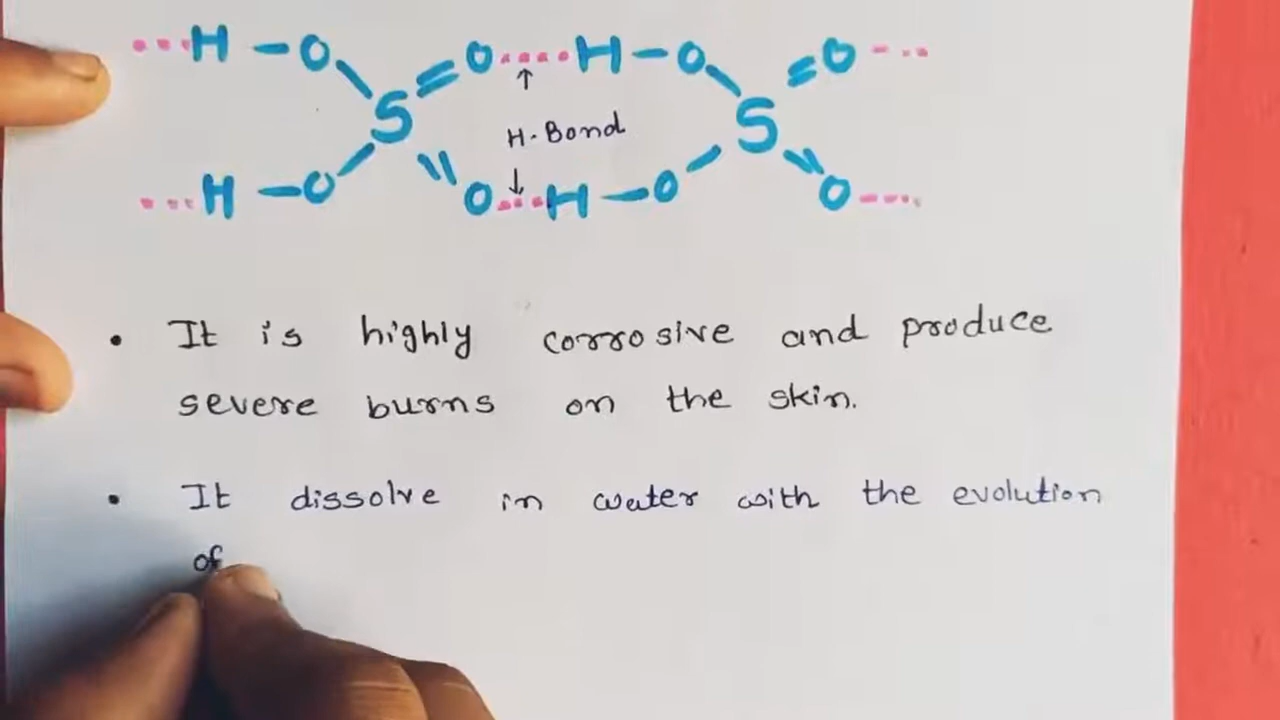 H-O S=O H-O S=O
H-Bond
H-O O H-O O
• It is highly corrosive and produce
severe burns on the skin.
• It dissolve in water with the evolution
of